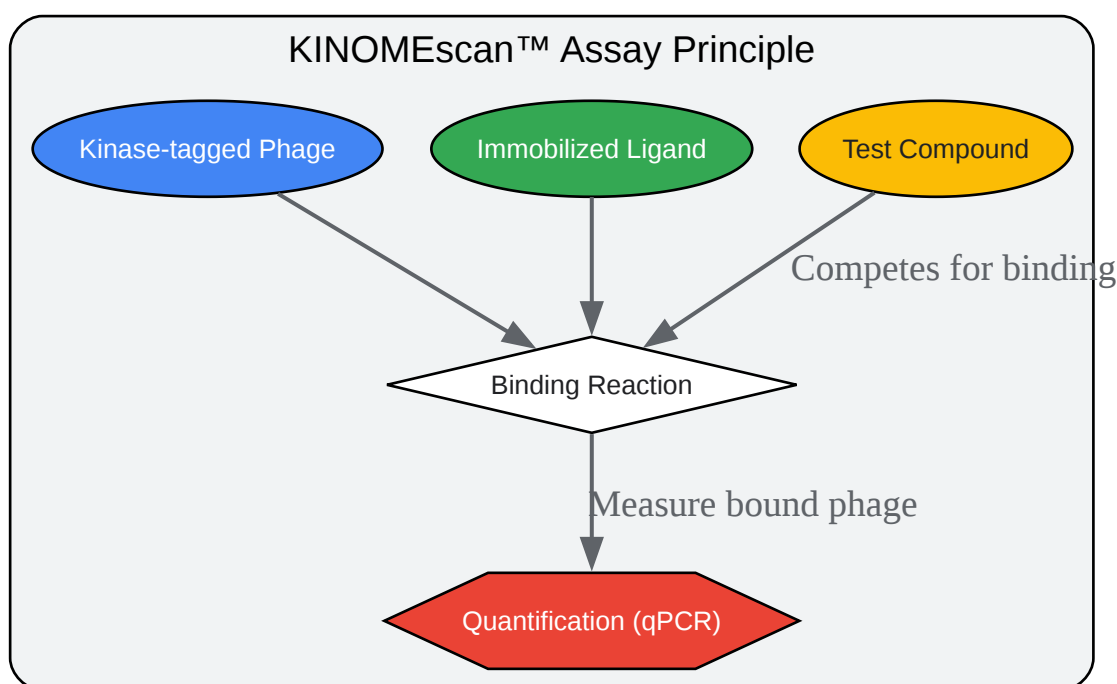 KINOMEscan™ Assay Principle
Kinase-tagged Phage
Immobilized Ligand
Test Compound
Competes for binding
Binding Reaction
Measure bound phage
Quantification (qPCR)